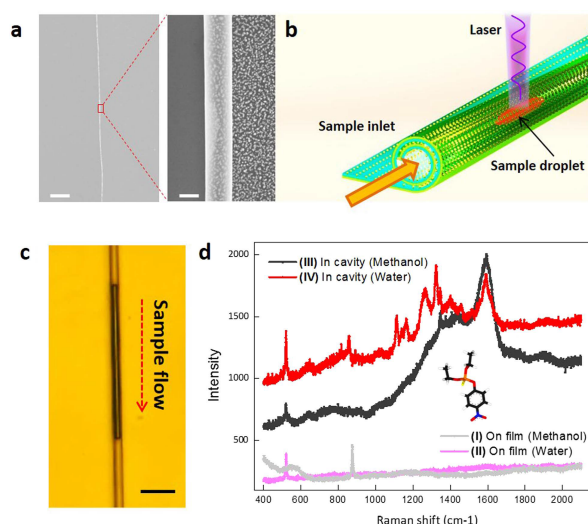 a
b
Laser
Sample inlet
Sample droplet
c
Sample flow
d
2000
1500
1000
500
Intensity
(III) In cavity (Methanol)
(IV) In cavity (Water)
(I) On film (Methanol)
(II) On film (Water)
400 600 800 1000 1200 1400 1600 1800 2000
Raman shift (cm-1)